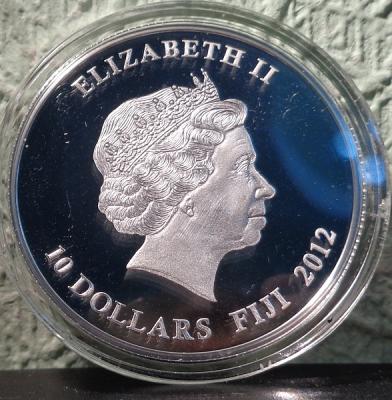 ELIZABETH II
10 DOLLARS FIJI 2012